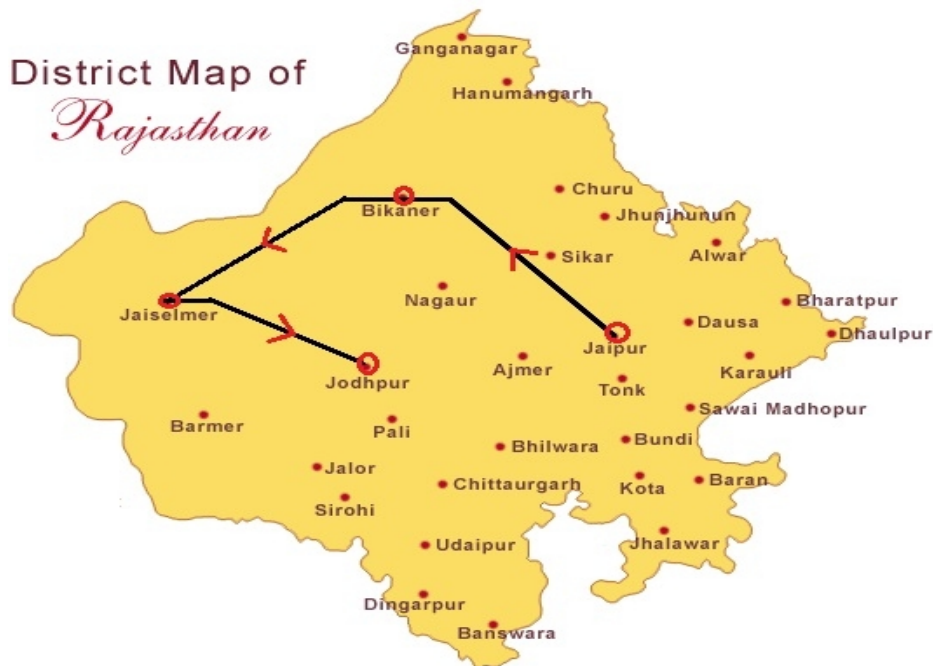 Ganganagar
District Map of
Rajasthan
Hanumangarh
Churu
Bikaner
Jhunjhunun
Sikar
Alwar
Nagaur
Jaiselmer
Bharatpur
Dausa
Dhaulpur
Jaipur
Ajmer
Karauli
Jodhpur
Tonk
Sawai Madhopur
Barmer
Pali
Bhilwara
Bundi
Jalor
Chittaurgarh
Kota
Baran
Sirohi
Udaipur
Jhalawar
Dingarpur
Banswara